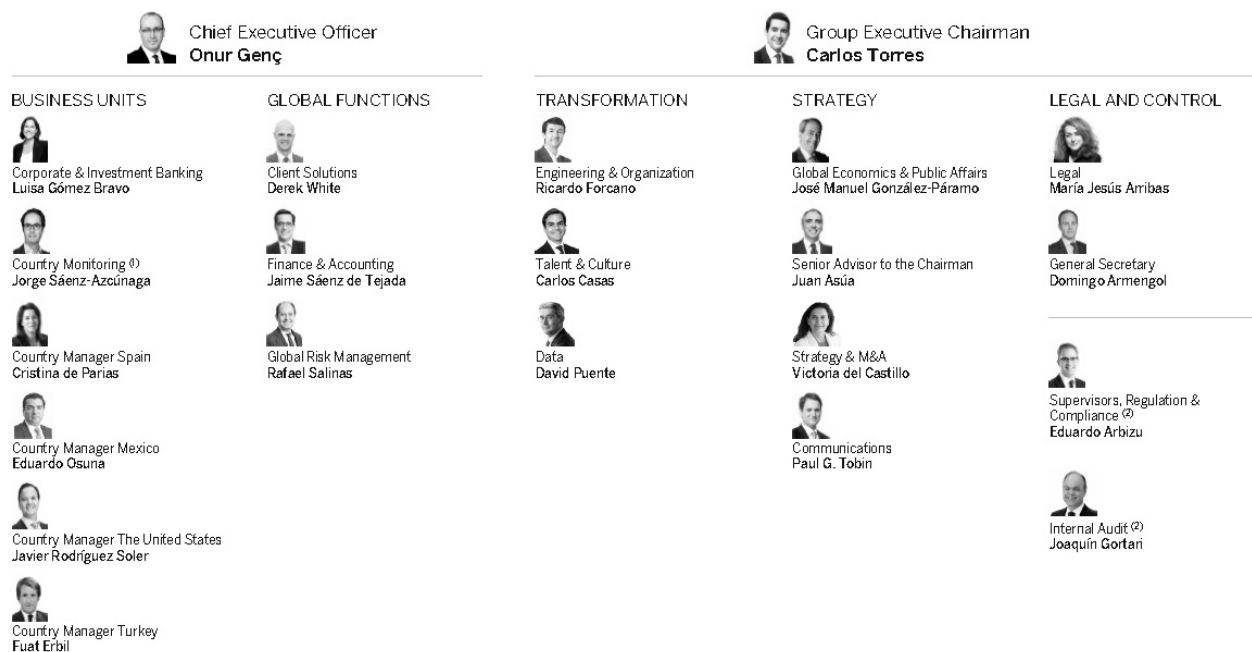 Chief Executive Officer
Onur Genç
Group Executive Chairman
Carlos Torres
BUSINESS UNITS
Corporate & Investment Banking
Luisa Gómez Bravo
Country Monitoring (1)
Jorge Sáenz-Azcúnaga
Country Manager Spain
Cristina de Parias
Country Manager Mexico
Eduardo Osuna
Country Manager The United States
Javier Rodríguez Soler
Country Manager Turkey
Fuat Erbil
GLOBAL FUNCTIONS
Client Solutions
Derek White
Finance & Accounting
Jaime Sáenz de Tejada
Global Risk Management
Rafael Salinas
TRANSFORMATION
Engineering & Organization
Ricardo Forcano
Talent & Culture
Carlos Casas
Data
David Puente
STRATEGY
Global Economics & Public Affairs
José Manuel González-Páramo
Senior Advisor to the Chairman
Juan Asúa
Strategy & M&A
Victoria del Castillo
Communications
Paul G. Tobin
LEGAL AND CONTROL
Legal
María Jesús Arribas
General Secretary
Domingo Armengol
Supervisors, Regulation &
Compliance (2)
Eduardo Arbizu
Internal Audit (2)
Joaquín Gortari